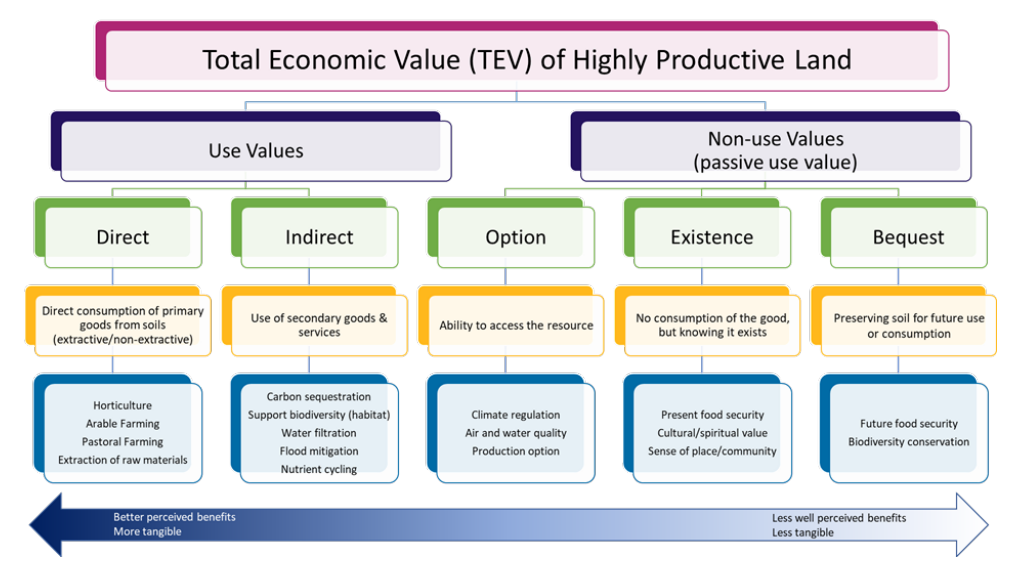 Total Economic Value (TEV) of Highly Productive Land
Use Values
Non-use Values
(passive use value)
Direct
Indirect
Option
Existence
Bequest
Direct consumption of primary
goods from soils
(extractive/non-extractive)
Use of secondary goods &
services
Ability to access the resource
No consumption of the good,
but knowing it exists
Preserving soil for future use
or consumption
Horticulture
Arable Farming
Pastoral Farming
Extraction of raw materials
Carbon sequestration
Support biodiversity (habitat)
Water filtration
Flood mitigation
Nutrient cycling
Climate regulation
Air and water quality
Production option
Present food security
Cultural/spiritual value
Sense of place/community
Future food security
Biodiversity conservation
Better perceived benefits
More tangible
Less well perceived benefits
Less tangible